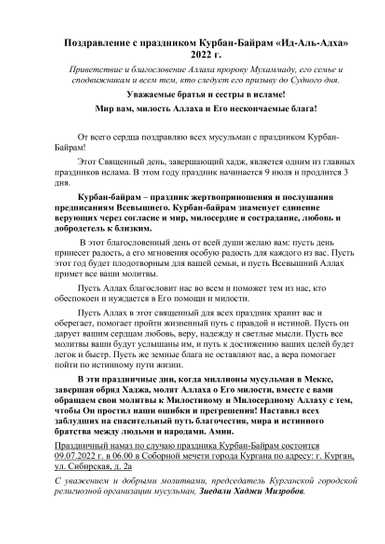 Поздравление с праздником Курбан-Байрам «Ид-Аль-Адха»
2022 г.
Приветствие и благословение Аллаха пророку Мухаммаду, его семье и
сподвижникам и всем тем, кто следует его призыву до Судного дня.
Уважаемые братья и сестры в исламе!
Мир вам, милость Аллаха и Его нескончаемые блага!
От всего сердца поздравляю всех мусульман с праздником Курбан-
Байрам!
Этот Священный день, завершающий хадж, является одним из главных
праздников ислама. В этом году праздник начинается 9 июля и продлится 3
дня.
Курбан-байрам – праздник жертвоприношения и послушания
предписаниям Всевышнего. Курбан-байрам знаменует единение
верующих через согласие и мир, милосердие и сострадание, любовь и
добродетель к близким.
В этот благословенный день от всей души желаю вам: пусть день
принесет радость, а его мгновения особую радость для каждого из вас. Пусть
этот год будет плодотворным для вашей семьи, и пусть Всевышний Аллах
примет все ваши молитвы.
Пусть Аллах благословит нас во всем и поможет тем из нас, кто
обеспокоен и нуждается в Его помощи и милости.
Пусть Аллах в этот священный для всех праздник хранит вас и
оберегает, помогает пройти жизненный путь с правдой и истиной. Пусть он
дарует вашим сердцам любовь, веру, надежду и светлые мысли. Пусть все
молитвы ваши будут услышаны им, и путь к достижению ваших целей будет
легок и быстр. Пусть же земные блага не оставляют вас, а вера помогает
пойти по истинному пути жизни.
В эти праздничные дни, когда миллионы мусульман в Мекке,
завершая обряд Хаджа, молят Аллаха о Его милости, вместе с вами
обращаем свои молитвы к Милостивому и Милосердному Аллаху с тем,
чтобы Он простил наши ошибки и прегрешения! Наставил всех
заблудших на спасительный путь благочестия, мира и истинного
братства между людьми и народами. Амин.
Праздничный намаз по случаю праздника Курбан-Байрам состоится
09.07.2022 г. в 06.00 в Соборной мечети города Кургана по адресу: г. Курган,
ул. Сибирская, д. 2а
С уважением и добрыми молитвами, председатель Курганской городской
религиозной организации мусульман, Зиедали Хаджи Мизробов.